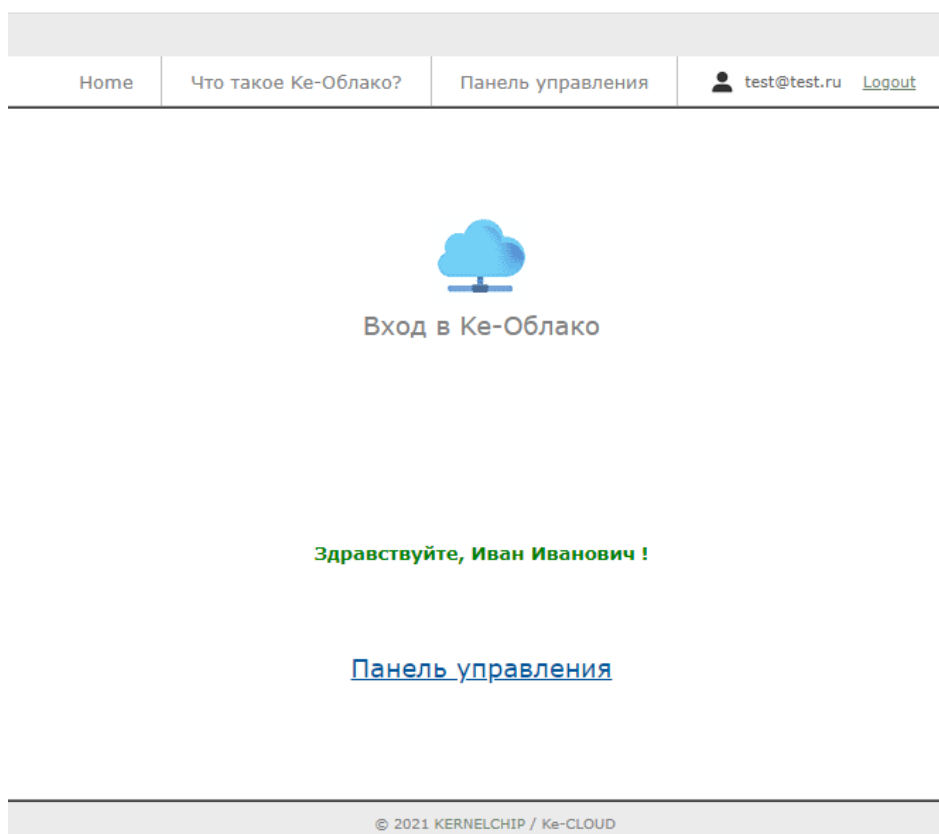 Home Что такое Ke-Облако? Панель управления test@test.ru Logout
Вход в Ke-Облако
Здравствуйте, Иван Иванович !
Панель управления
© 2021 KERNELCHIP / Ke-CLOUD